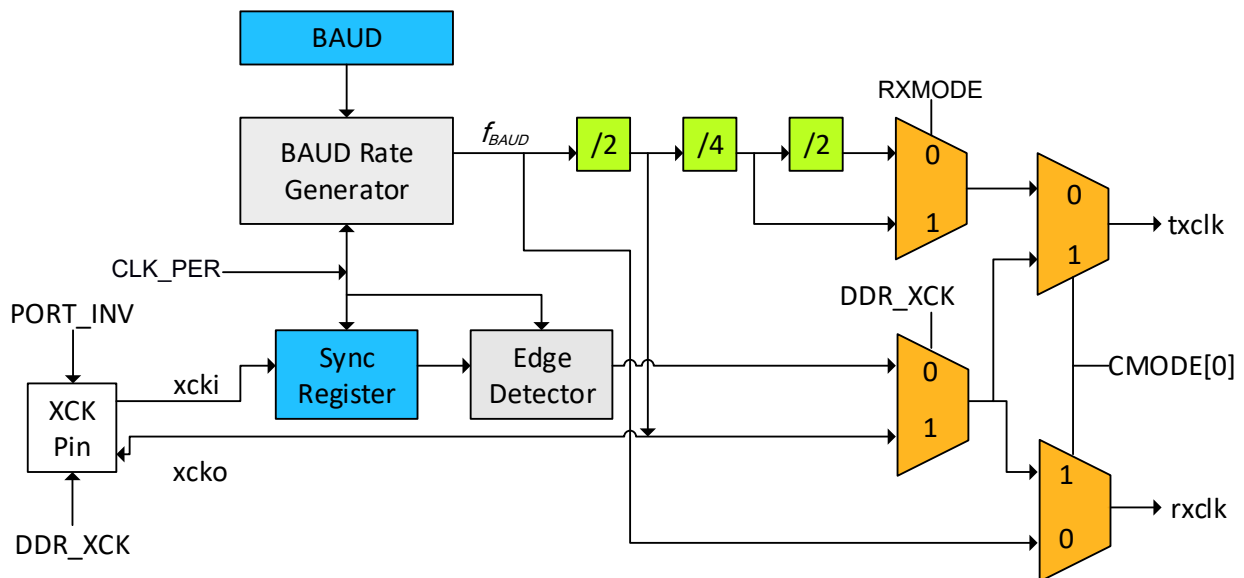 BAUD
RXMODE
f_BAUD
/2
/4
/2
0
BAUD Rate
Generator
0
1
txclk
1
CLK_PER
DDR_XCK
PORT_INV
Sync
Register
Edge
Detector
0
CMODE[0]
xcki
XCK
Pin
1
xcko
1
rxclk
0
DDR_XCK